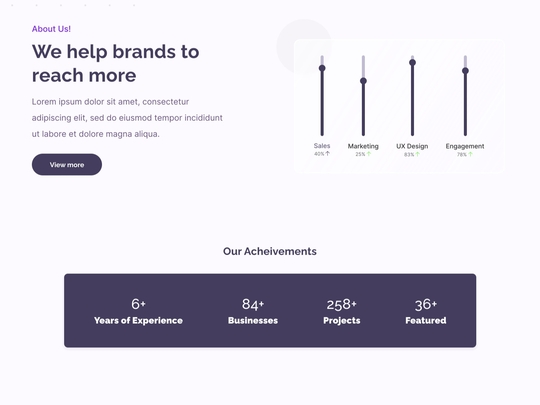 About Us!
We help brands to
reach more
Lorem ipsum dolor sit amet, consectetur
adipiscing elit, sed do eiusmod tempor incididunt
ut labore et dolore magna aliqua.
View more
Sales
40% ↑
Marketing
25% ↑
UX Design
83% ↑
Engagement
78% ↑
Our Acheivements
6+
Years of Experience
84+
Businesses
258+
Projects
36+
Featured